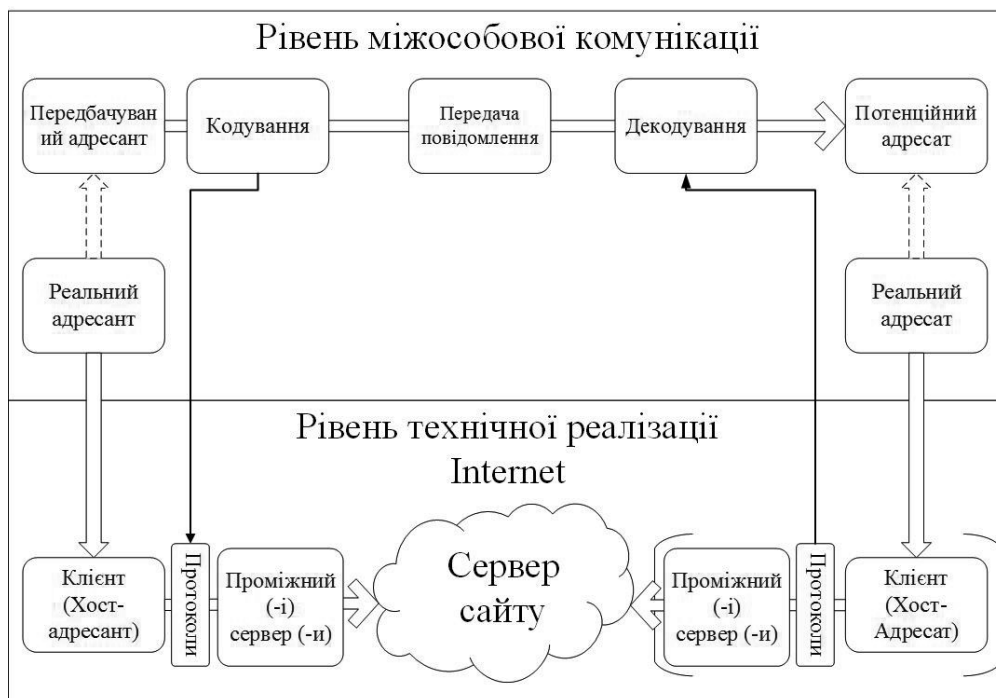 Рівень міжособової комунікації
Передбачуван
ий адресант
Кодування
Передача
повідомлення
Декодування
Потенційний
адресат
Реальний
адресант
Реальний
адресат
Рівень технічної реалізації
Internet
Клієнт
(Хост-
адресант)
Протоколи
Проміжний
(-і)
сервер (-и)
Сервер
сайту
Проміжний
(-і)
сервер (-и)
Протоколи
Клієнт
(Хост-
Адресат)